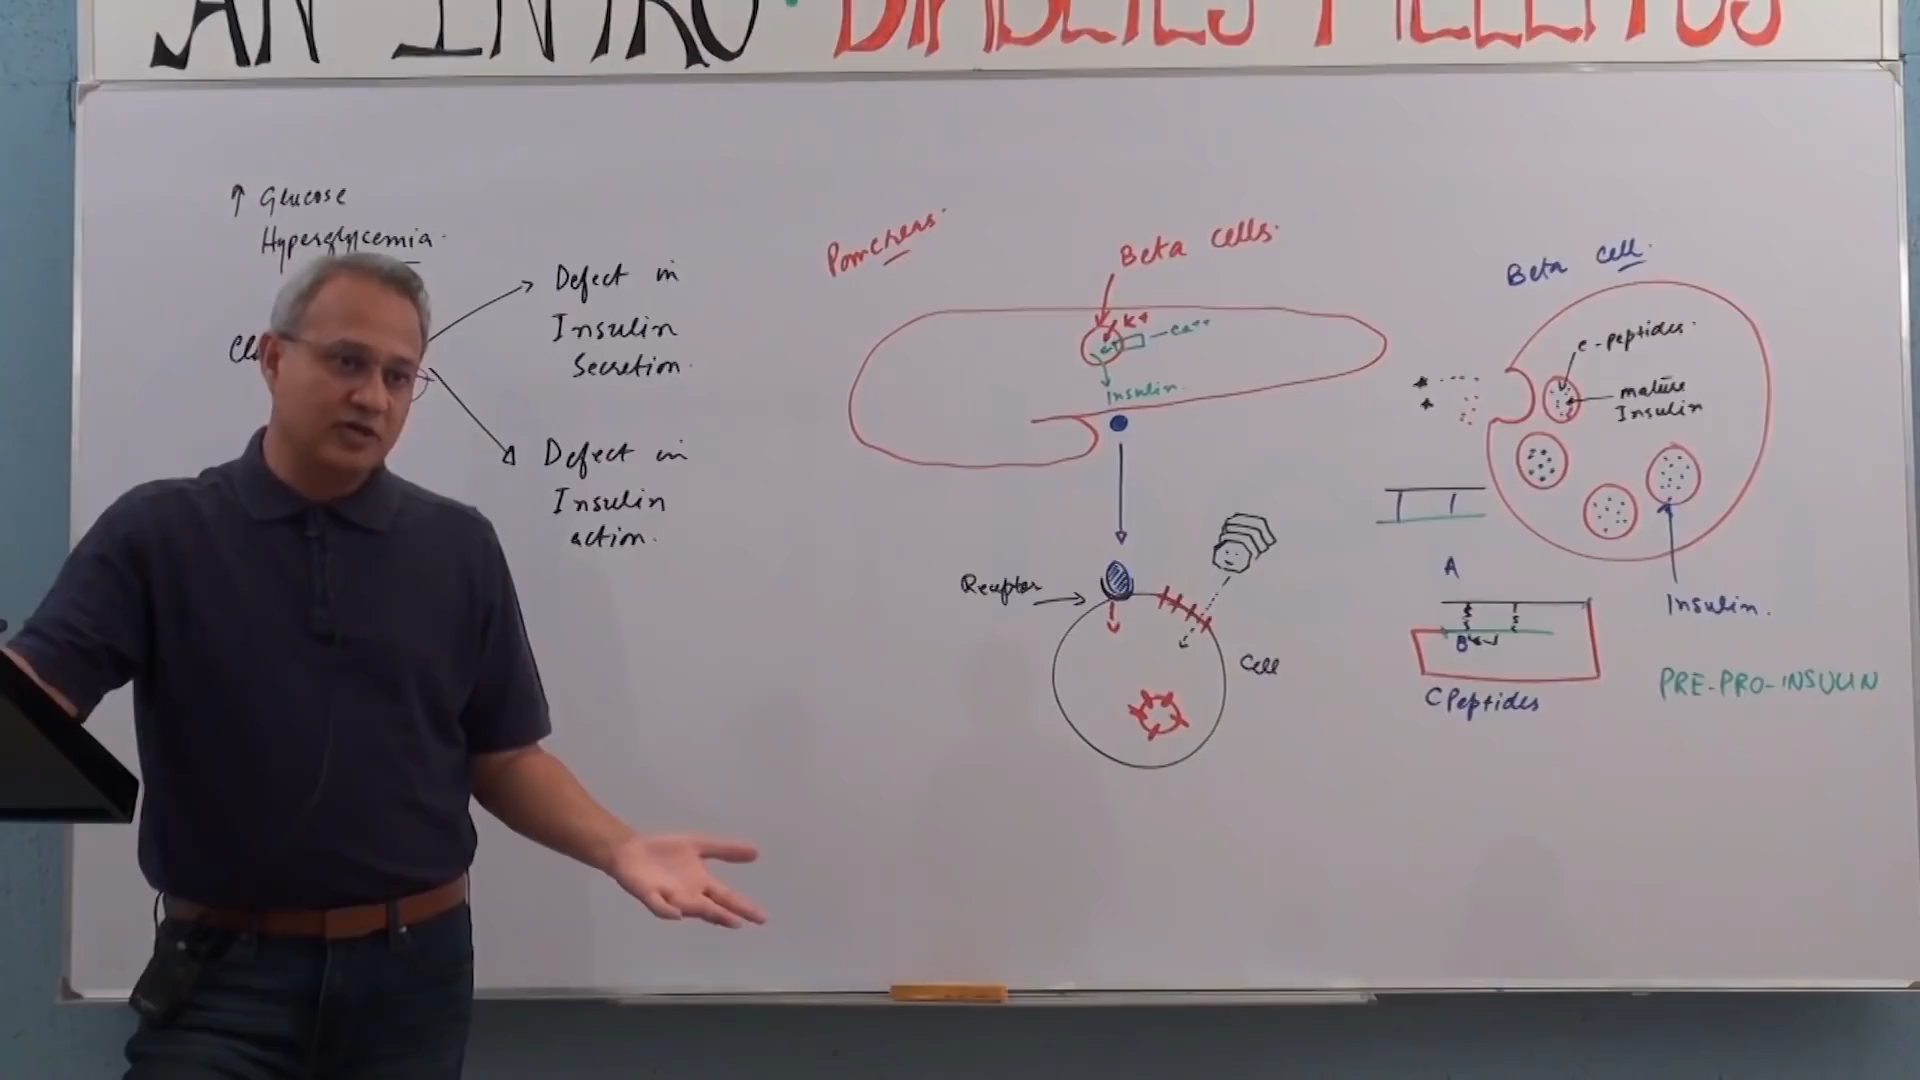 AN INTRO. DIABETES MELLITUS
↑ Glucose
Hyperglycemia.
Defect in
Insulin
Secretion.
Defect in
Insulin
action.
Pancreas.
Beta cells.
K+
Ca++
Insulin.
Receptor
Cell
Beta cell.
C-peptides.
mature
Insulin
Insulin.
A
B
C Peptides
PRE-PRO-INSULIN